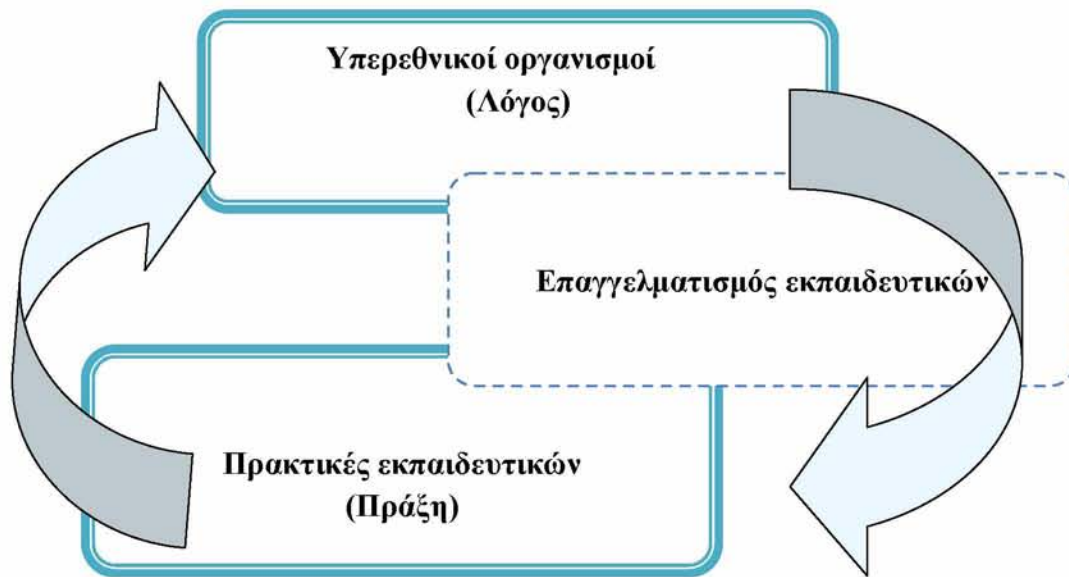 Υπερεθνικοί οργανισμοί
(Λόγος)
Επαγγελματισμός εκπαιδευτικών
Πρακτικές εκπαιδευτικών
(Πράξη)